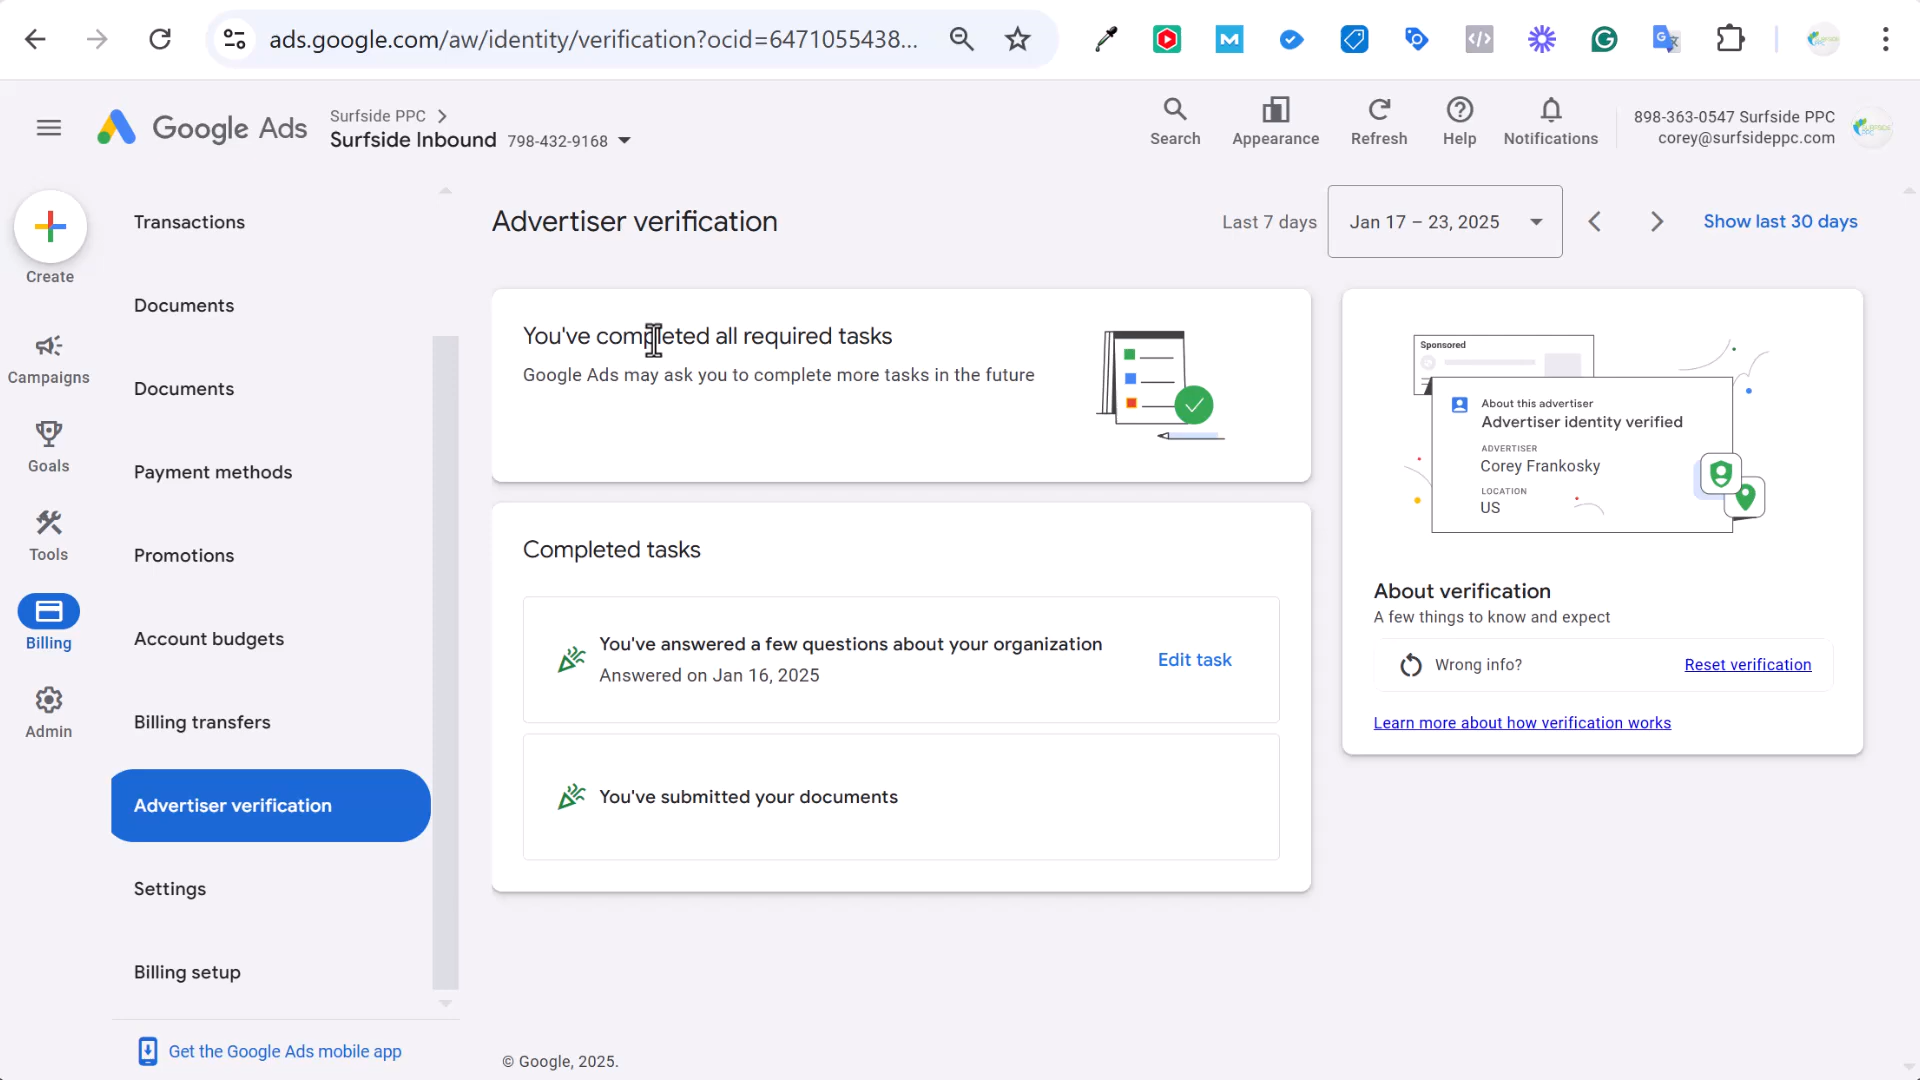 ads.google.com/aw/identity/verification?ocid=6471055438...
Google Ads
Surfside PPC
Surfside Inbound 798-432-9168
Search
Appearance
Refresh
Help
Notifications
898-363-0547 Surfside PPC
corey@surfsideppc.com
Create
Campaigns
Goals
Tools
Billing
Admin
Transactions
Documents
Documents
Payment methods
Promotions
Account budgets
Billing transfers
Advertiser verification
Settings
Billing setup
Get the Google Ads mobile app
Advertiser verification
Last 7 days
Jan 17 – 23, 2025
Show last 30 days
You've completed all required tasks
Google Ads may ask you to complete more tasks in the future
Completed tasks
You've answered a few questions about your organization
Answered on Jan 16, 2025
Edit task
You've submitted your documents
Sponsored
About this advertiser
Advertiser identity verified
ADVERTISER
Corey Frankosky
LOCATION
US
About verification
A few things to know and expect
Wrong info?
Reset verification
Learn more about how verification works
© Google, 2025.